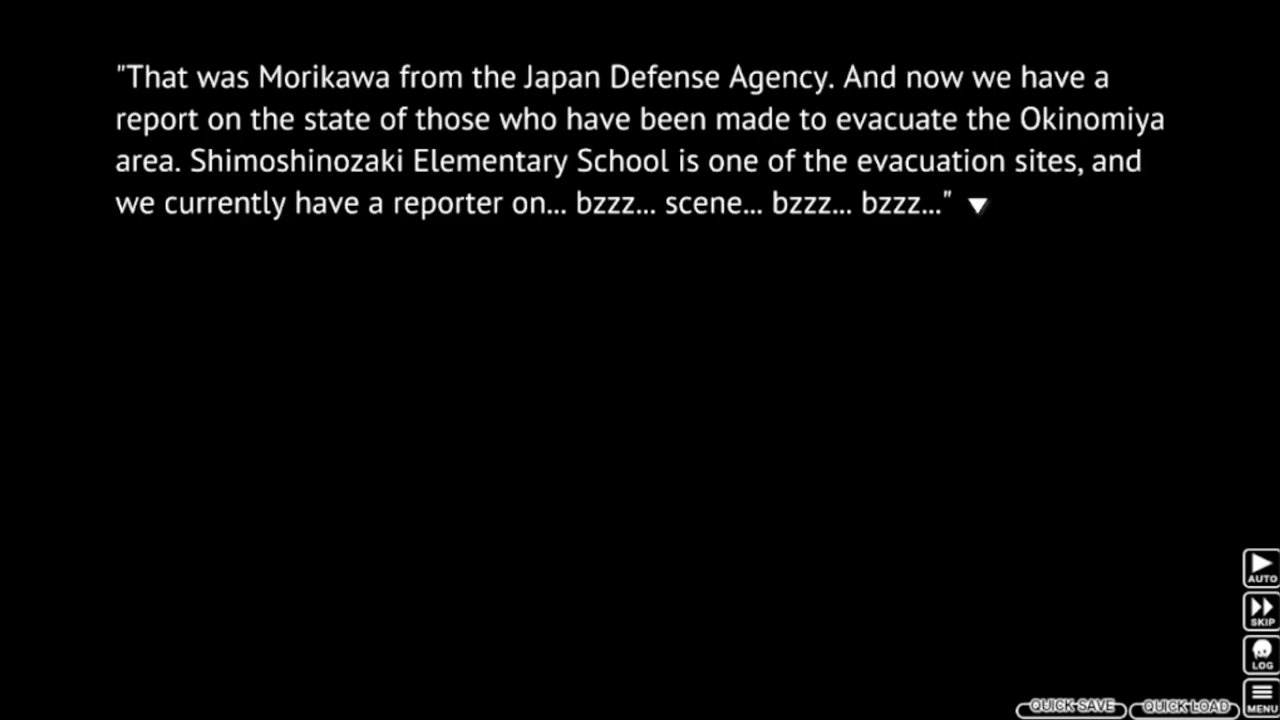 "That was Morikawa from the Japan Defense Agency. And now we have a
report on the state of those who have been made to evacuate the Okinomiya
area. Shimoshinozaki Elementary School is one of the evacuation sites, and
we currently have a reporter on... bzzz... scene... bzzz... bzzz..."
AUTO
SKIP
LOG
MENU
QUICK SAVE QUICK LOAD